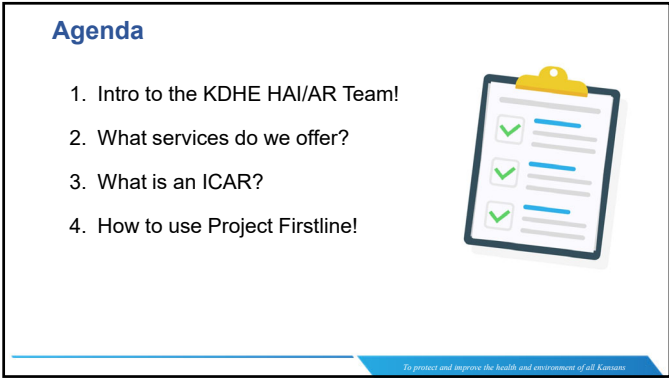 Agenda
1. Intro to the KDHE HAI/AR Team!
2. What services do we offer?
3. What is an ICAR?
4. How to use Project Firstline!
To protect and improve the health and environment of all Kansans